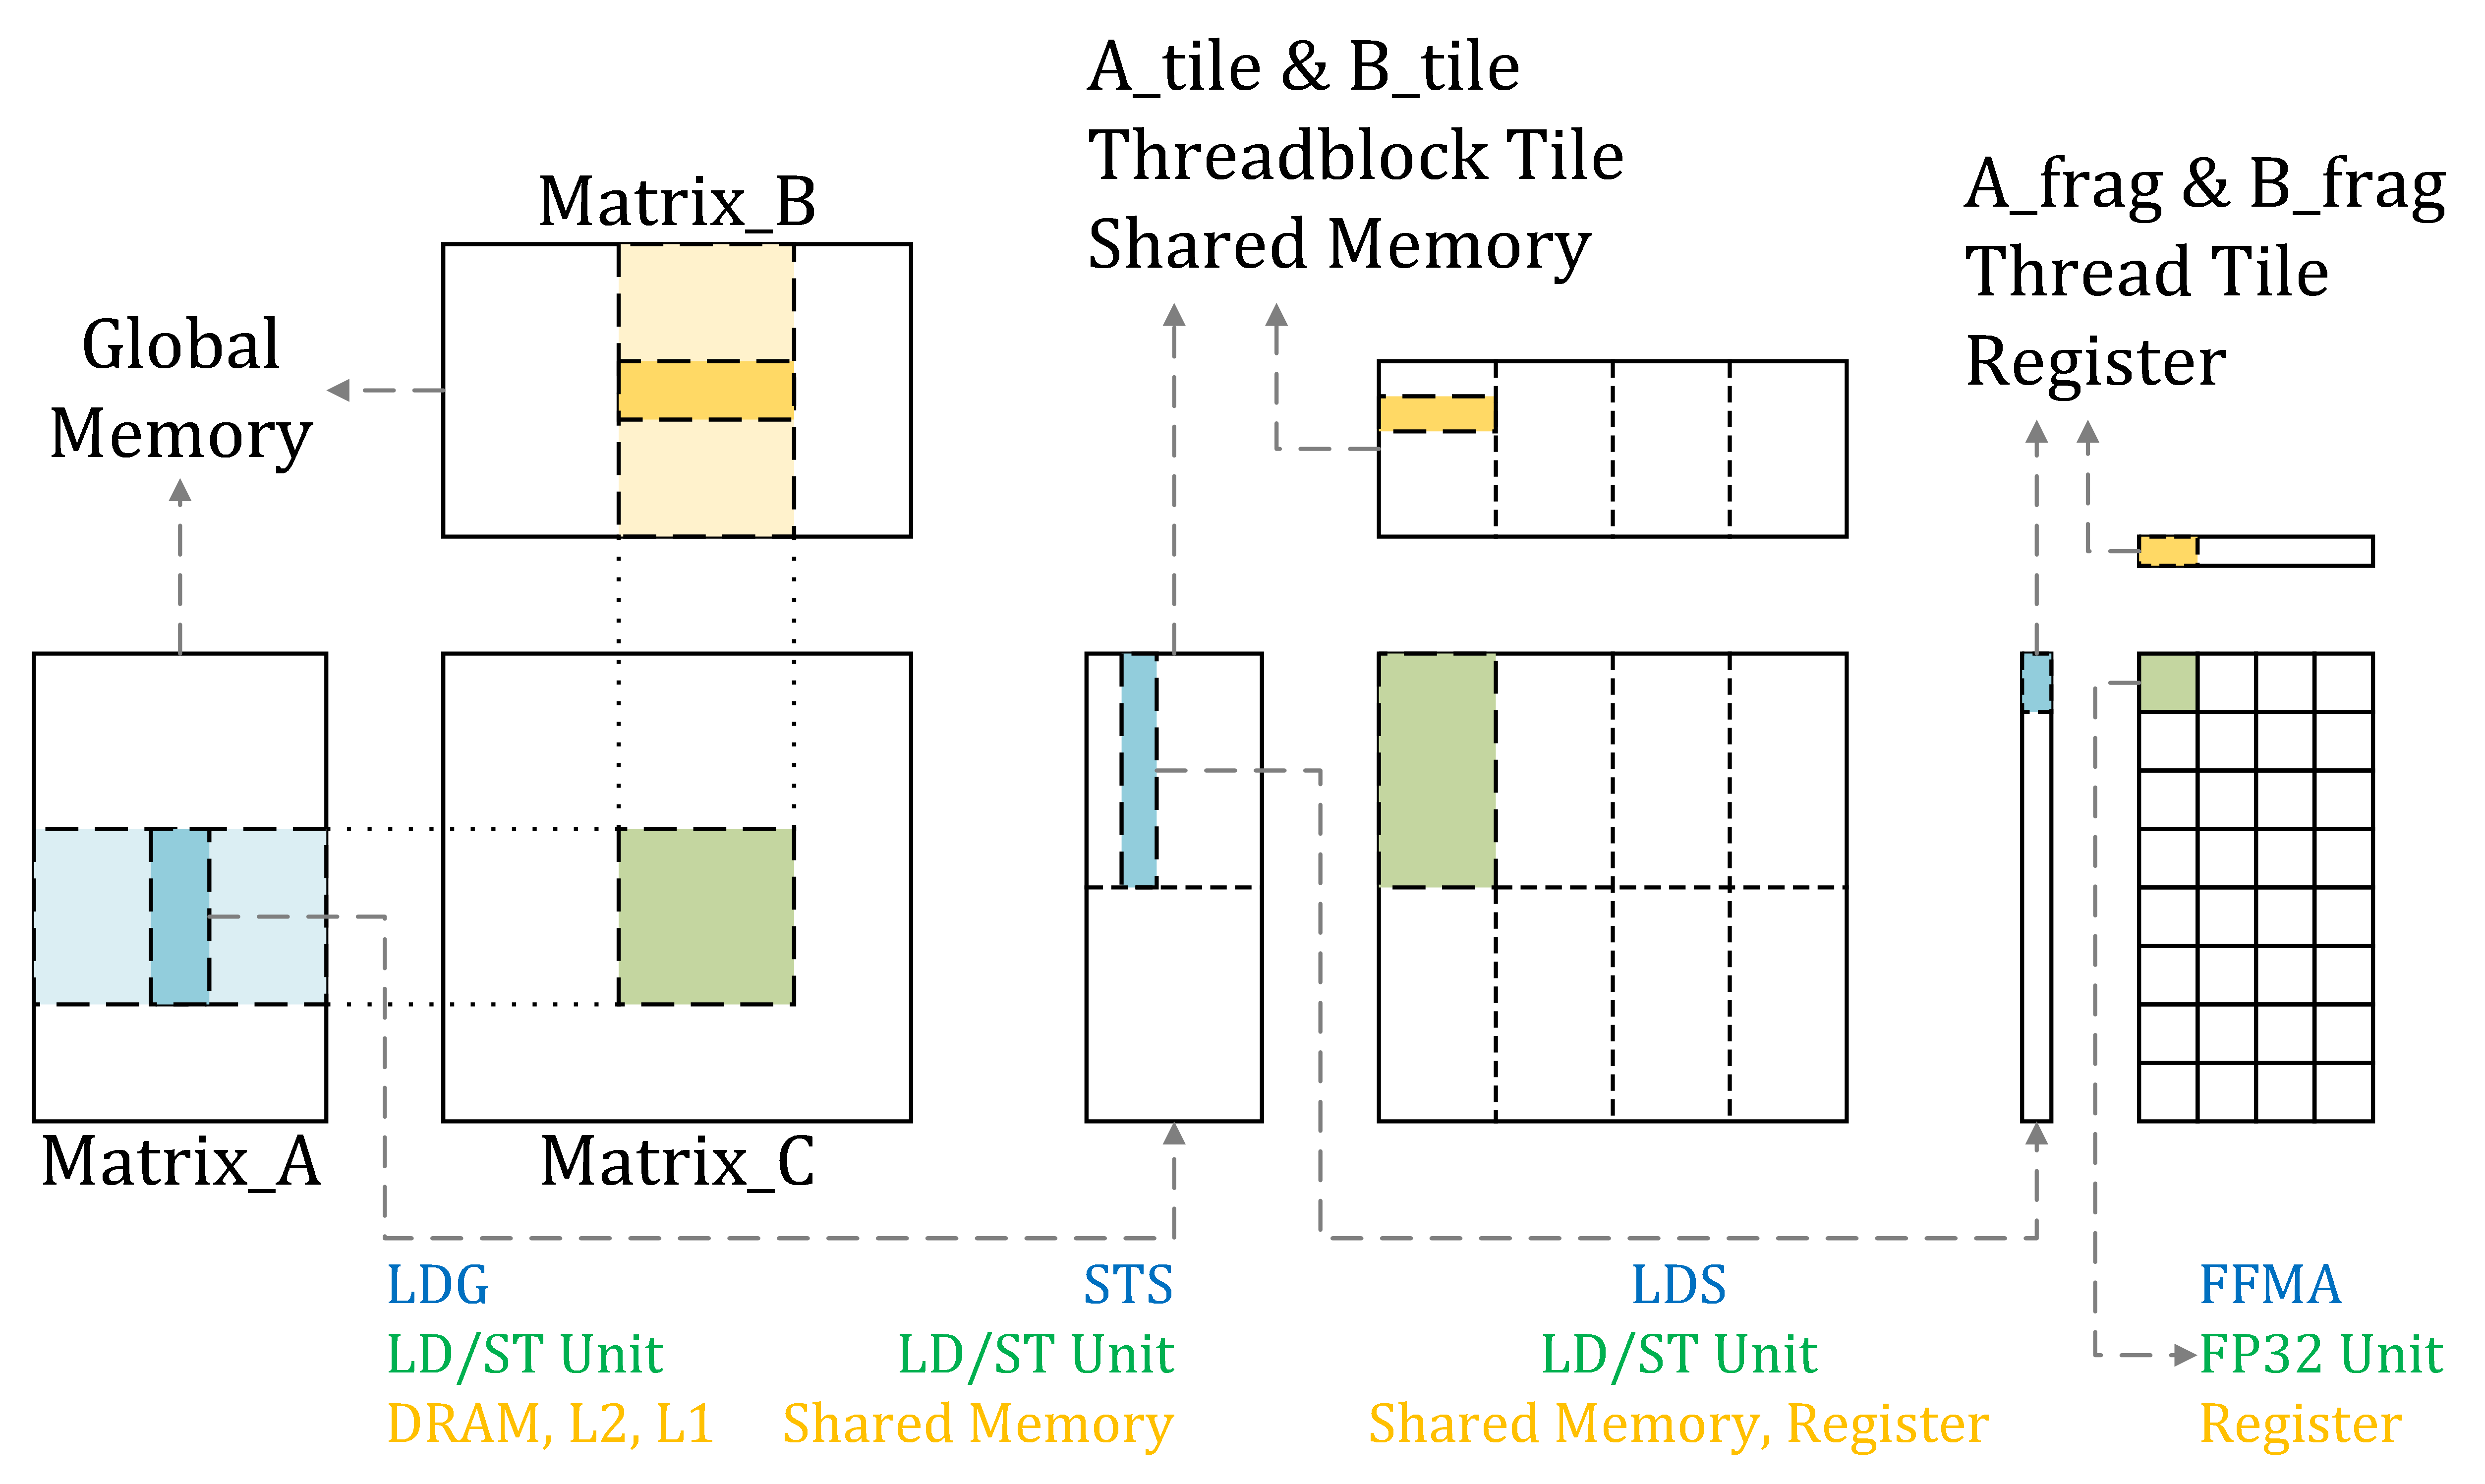 A_tile & B_tile
Threadblock Tile
Shared Memory
A_frag & B_frag
Thread Tile
Register
Matrix_B
Global
Memory
Matrix_A
Matrix_C
LDG
LD/ST Unit
DRAM, L2, L1
STS
LD/ST Unit
Shared Memory
LDS
LD/ST Unit
Shared Memory, Register
FFMA
FP32 Unit
Register